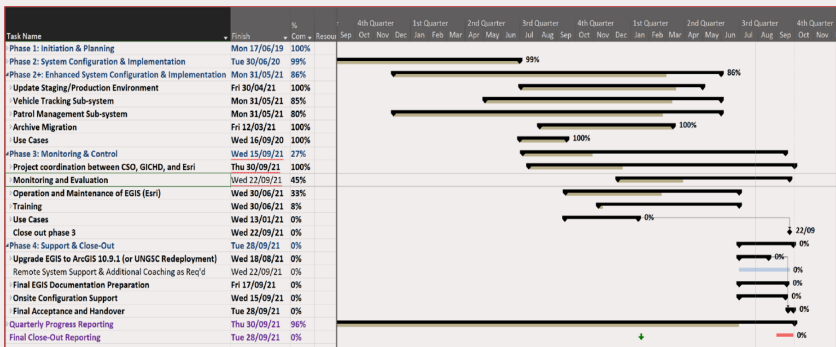 %
4th Quarter 1st Quarter 2nd Quarter 3rd Quarter 4th Quarter 1st Quarter 2nd Quarter 3rd Quarter 4th Quarter
Task Name Finish Com Resou Sep Oct Nov Dec Jan Feb Mar Apr May Jun Jul Aug Sep Oct Nov Dec Jan Feb Mar Apr May Jun Jul Aug Sep Oct Nov
Phase 1: Initiation & Planning Mon 17/06/19 100%
Phase 2: System Configuration & Implementation Tue 30/06/20 99% 99%
Phase 2+: Enhanced System Configuration & Implementation Mon 31/05/21 86% 86%
Update Staging/Production Environment Fri 30/04/21 100%
Vehicle Tracking Sub-system Mon 31/05/21 85%
Patrol Management Sub-system Mon 31/05/21 80%
Archive Migration Fri 12/03/21 100% 100%
Use Cases Wed 16/09/20 100% 100%
Phase 3: Monitoring & Control Wed 15/09/21 27%
Project coordination between CSO, GICHD, and Esri Thu 30/09/21 100%
Monitoring and Evaluation Wed 22/09/21 45%
Operation and Maintenance of EGIS (Esri) Wed 30/06/21 33%
Training Wed 30/06/21 8%
Use Cases Wed 13/01/21 0% 0%
Close out phase 3 Wed 22/09/21 0% 22/09
Phase 4: Support & Close-Out Tue 28/09/21 0% 0%
Upgrade EGIS to ArcGIS 10.9.1 (or UNGSC Redeployment) Wed 18/08/21 0% 0%
Remote System Support & Additional Coaching as Req'd Wed 22/09/21 0% 0%
Final EGIS Documentation Preparation Fri 17/09/21 0% 0%
Onsite Configuration Support Wed 15/09/21 0% 0%
Final Acceptance and Handover Tue 28/09/21 0% 0%
Quarterly Progress Reporting Thu 30/09/21 96%
Final Close-Out Reporting Tue 28/09/21 0% 0%